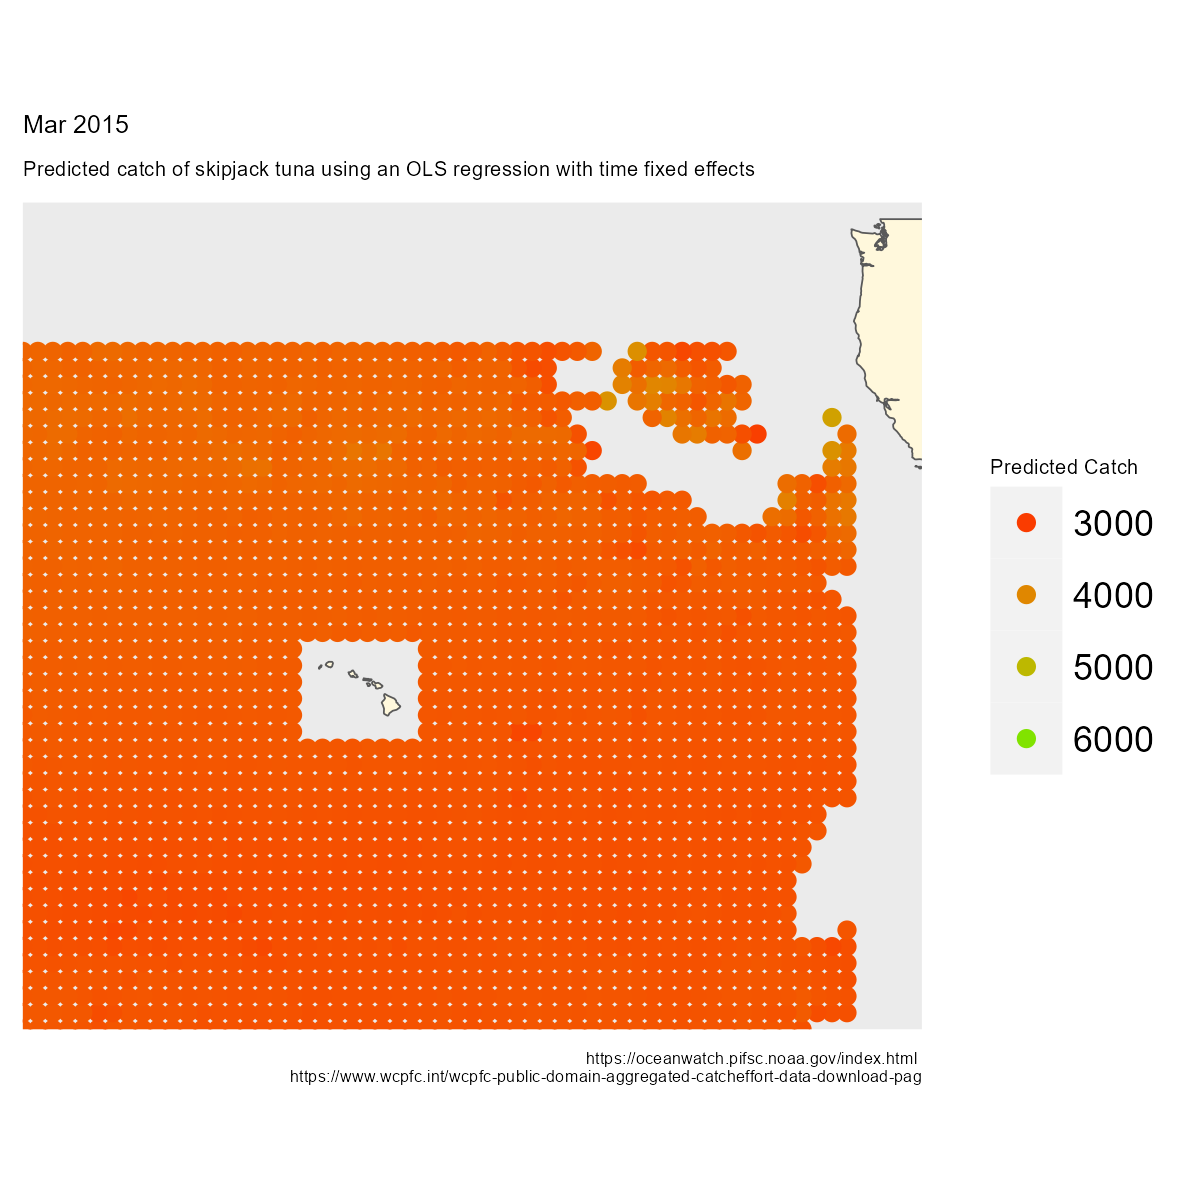 Mar 2015
Predicted catch of skipjack tuna using an OLS regression with time fixed effects
Predicted Catch
3000
4000
5000
6000
https://oceanwatch.pifsc.noaa.gov/index.html
https://www.wcpfc.int/wcpfc-public-domain-aggregated-catcheffort-data-download-pag